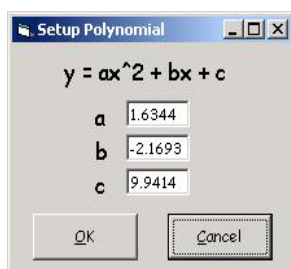 Setup Polynomial
y = ax^2 + bx + c
a 1.6344
b -2.1693
c 9.9414
OK Cancel